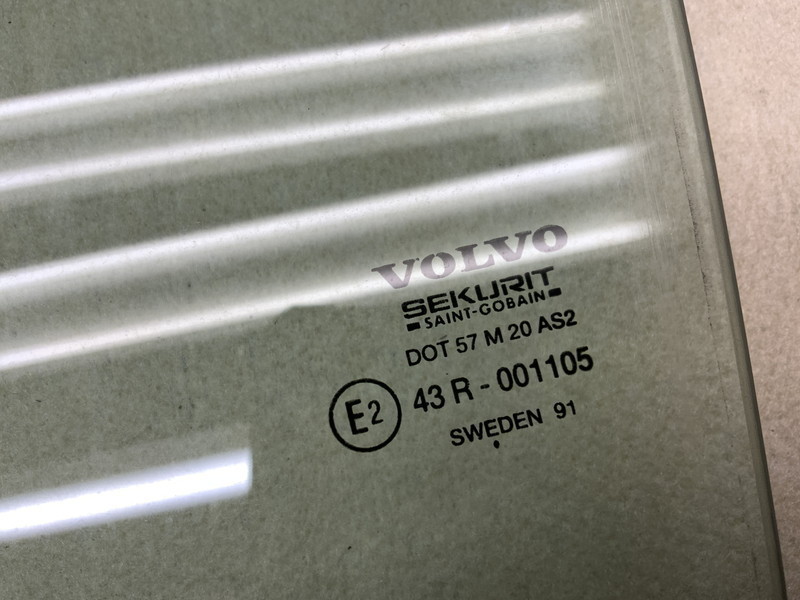 VOLVO
SEKURIT
SAINT-GOBAIN
DOT 57 M 20 AS2
E2 43 R - 001105
SWEDEN 91